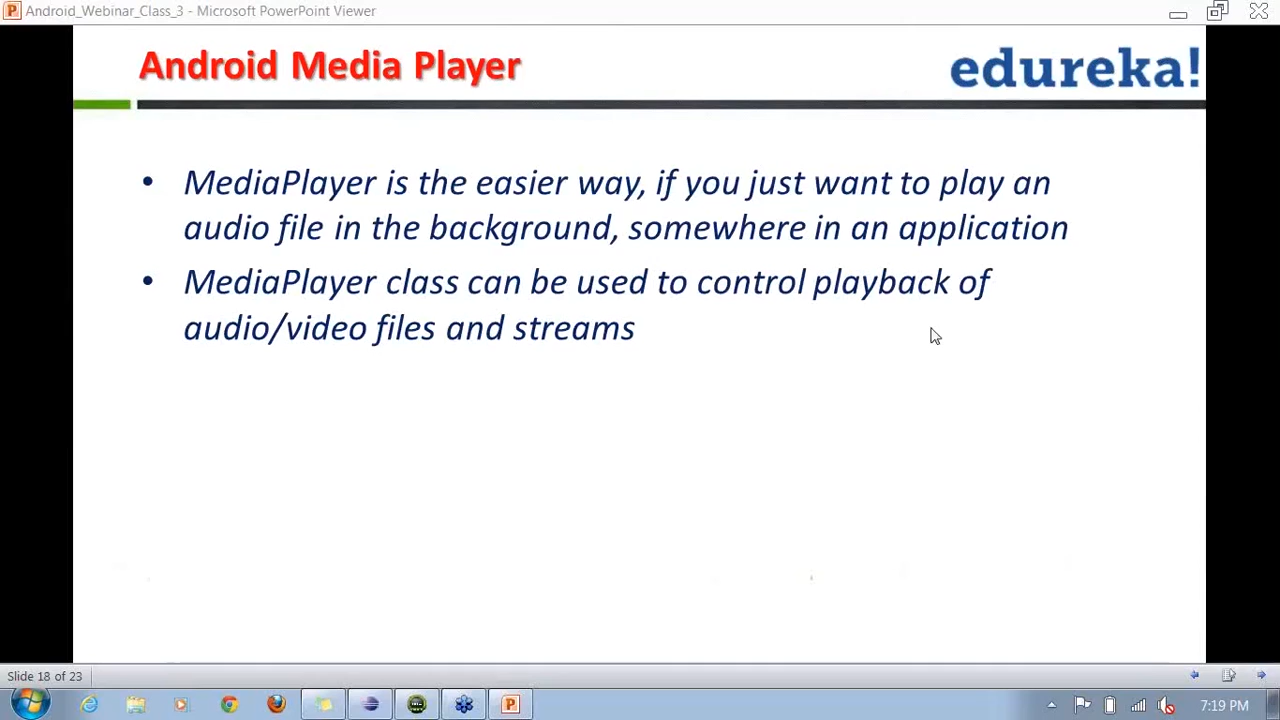 Android_Webinar_Class_3 - Microsoft PowerPoint Viewer
Android Media Player
edureka!
• MediaPlayer is the easier way, if you just want to play an
audio file in the background, somewhere in an application
• MediaPlayer class can be used to control playback of
audio/video files and streams
Slide 18 of 23
7:19 PM